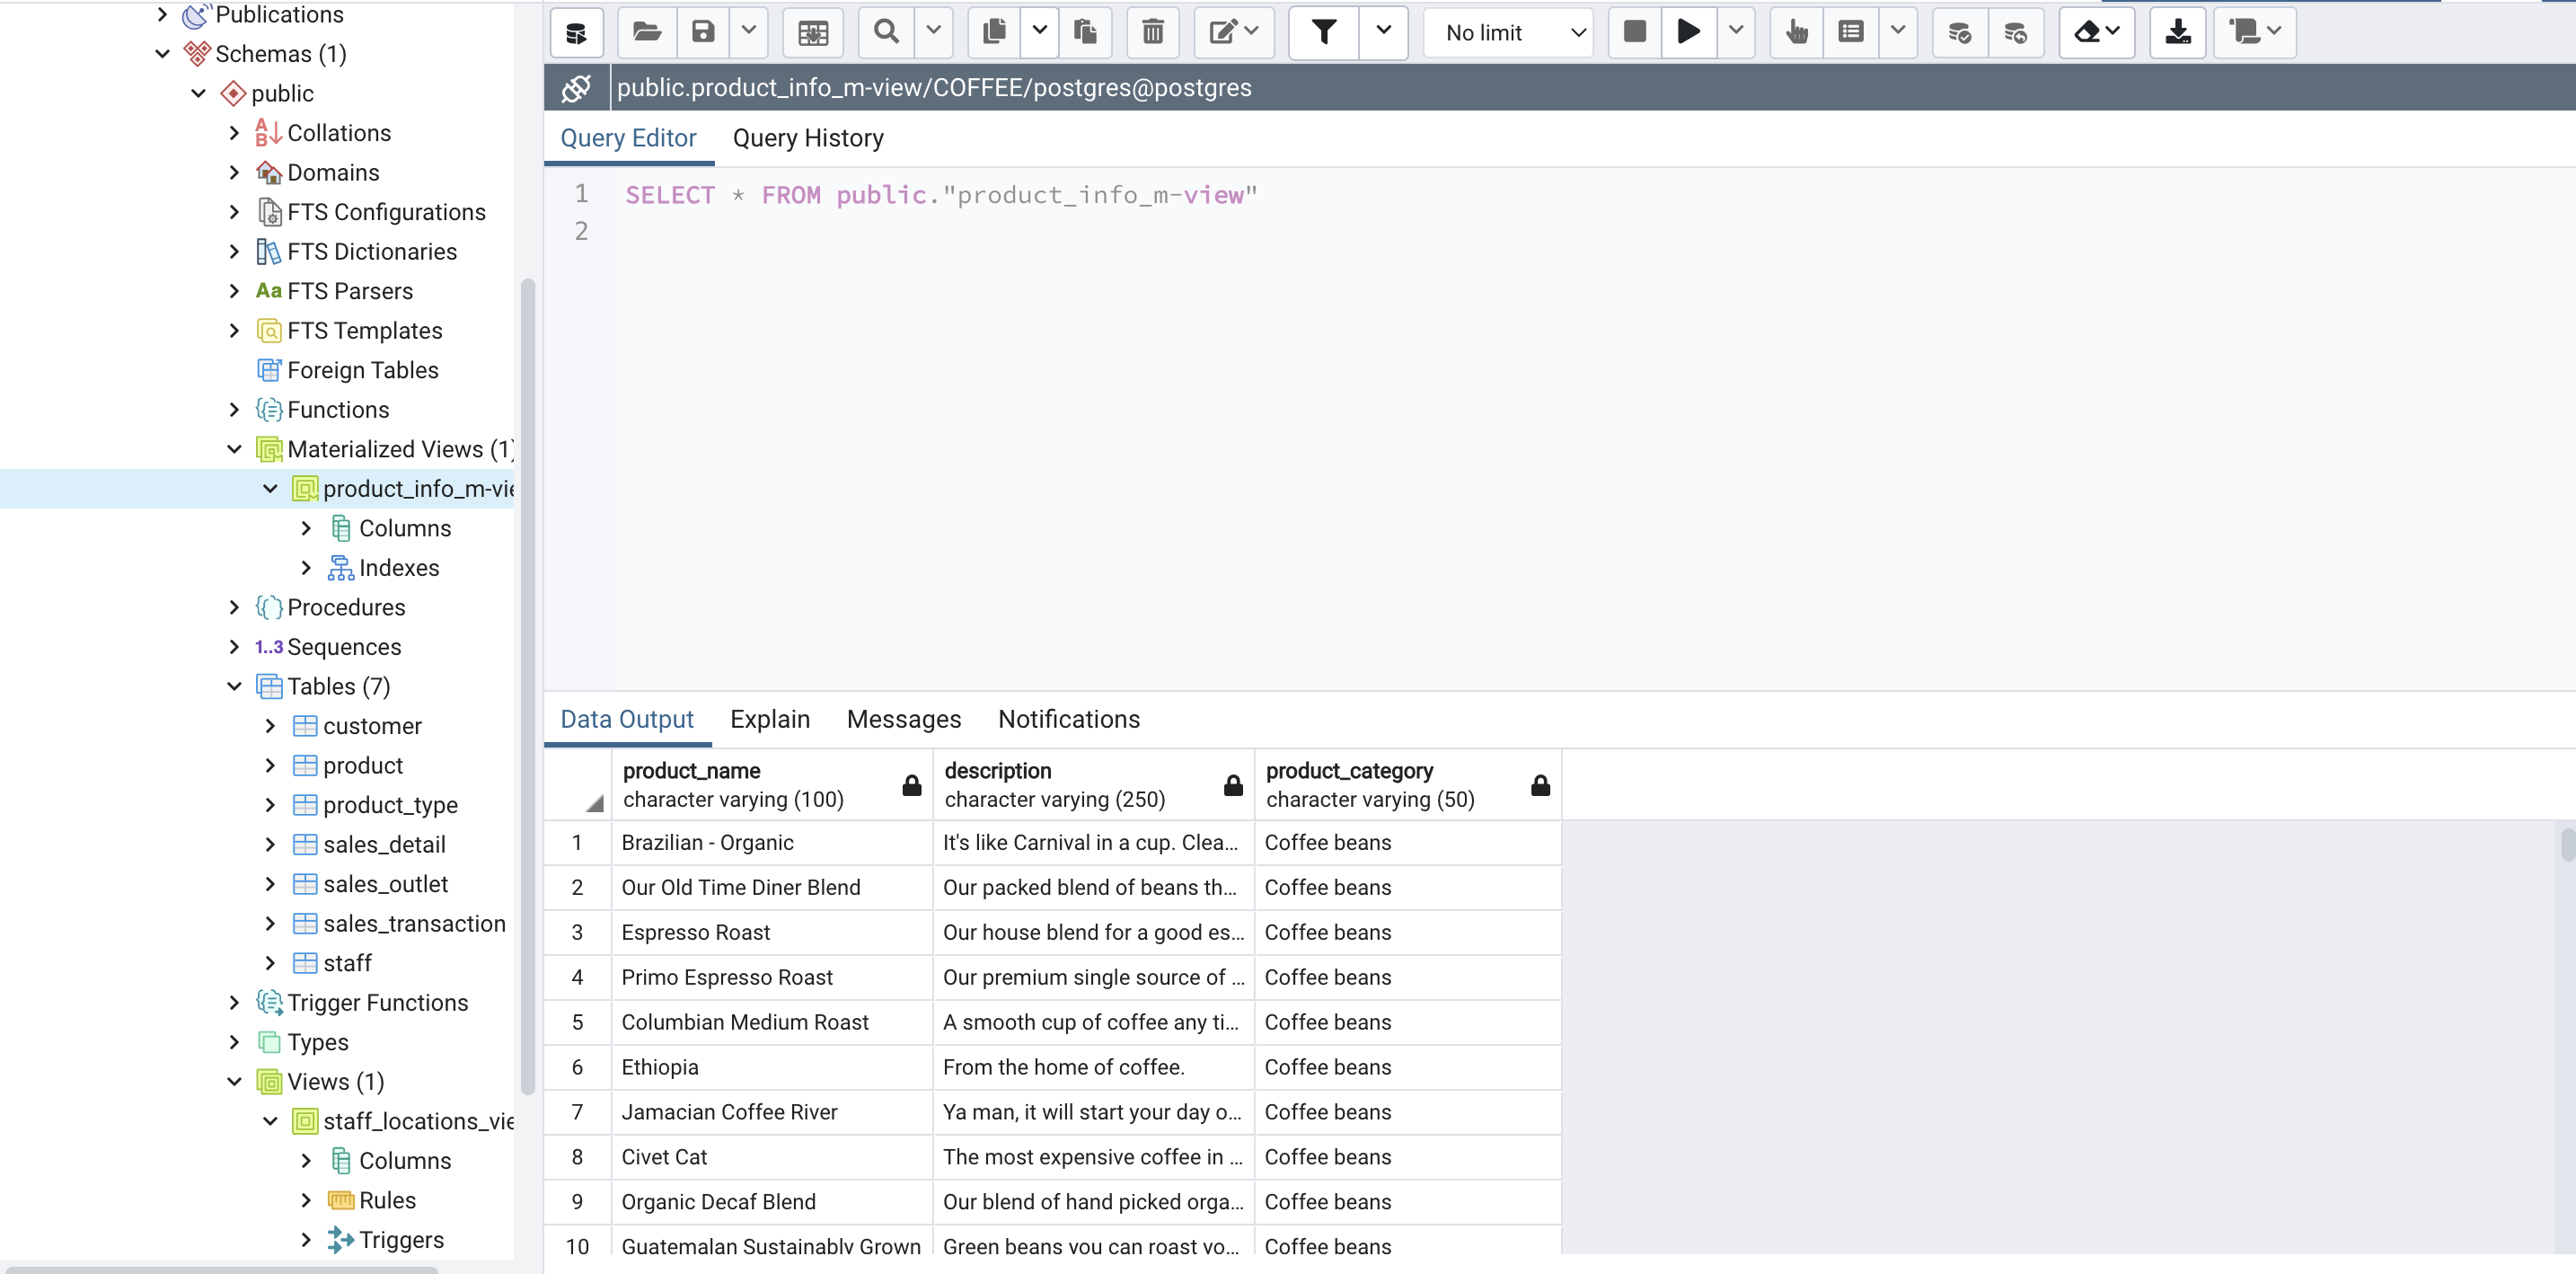 Publications
Schemas (1)
public
Collations
Domains
FTS Configurations
FTS Dictionaries
Aa FTS Parsers
FTS Templates
Foreign Tables
Functions
Materialized Views (1)
product_info_m-vie
Columns
Indexes
Procedures
1..3 Sequences
Tables (7)
customer
product
product_type
sales_detail
sales_outlet
sales_transaction
staff
Trigger Functions
Types
Views (1)
staff_locations_vie
Columns
Rules
Triggers
No limit
public.product_info_m-view/COFFEE/postgres@postgres
Query Editor Query History
1 SELECT * FROM public."product_info_m-view"
2
Data Output Explain Messages Notifications
product_name description product_category
character varying (100) character varying (250) character varying (50)
1 Brazilian - Organic It's like Carnival in a cup. Clea... Coffee beans
2 Our Old Time Diner Blend Our packed blend of beans th... Coffee beans
3 Espresso Roast Our house blend for a good es... Coffee beans
4 Primo Espresso Roast Our premium single source of ... Coffee beans
5 Columbian Medium Roast A smooth cup of coffee any ti... Coffee beans
6 Ethiopia From the home of coffee. Coffee beans
7 Jamacian Coffee River Ya man, it will start your day o... Coffee beans
8 Civet Cat The most expensive coffee in ... Coffee beans
9 Organic Decaf Blend Our blend of hand picked orga... Coffee beans
10 Guatemalan Sustainably Grown Green beans you can roast yo... Coffee beans